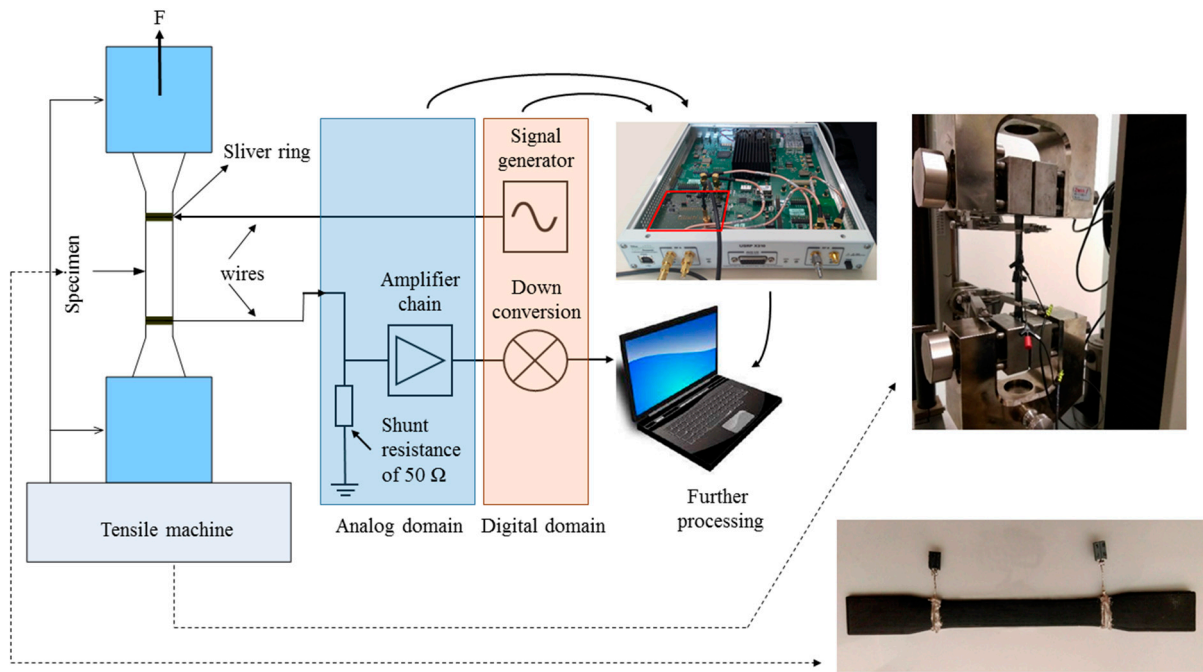 F
Sliver ring
Specimen
wires
Signal
generator
Amplifier
chain
Down
conversion
Shunt
resistance
of 50 Ω
Analog domain
Digital domain
Tensile machine
Further
processing